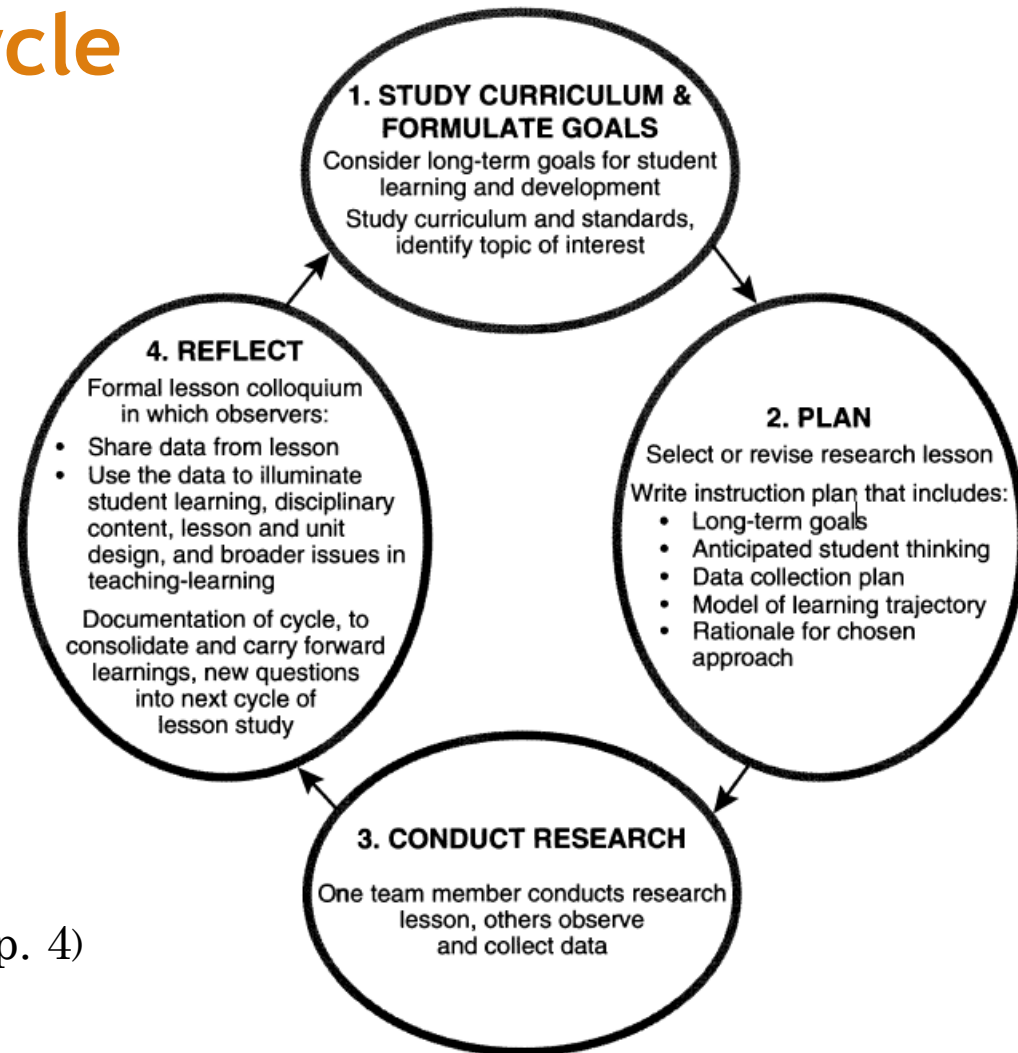 ycle
1. STUDY CURRICULUM &
FORMULATE GOALS
Consider long-term goals for student
learning and development
Study curriculum and standards,
identify topic of interest
2. PLAN
Select or revise research lesson
Write instruction plan that includes:
• Long-term goals
• Anticipated student thinking
• Data collection plan
• Model of learning trajectory
• Rationale for chosen
approach
3. CONDUCT RESEARCH
One team member conducts research
lesson, others observe
and collect data
4. REFLECT
Formal lesson colloquium
in which observers:
• Share data from lesson
• Use the data to illuminate
student learning, disciplinary
content, lesson and unit
design, and broader issues in
teaching-learning
Documentation of cycle, to
consolidate and carry forward
learnings, new questions
into next cycle of
lesson study
p. 4)